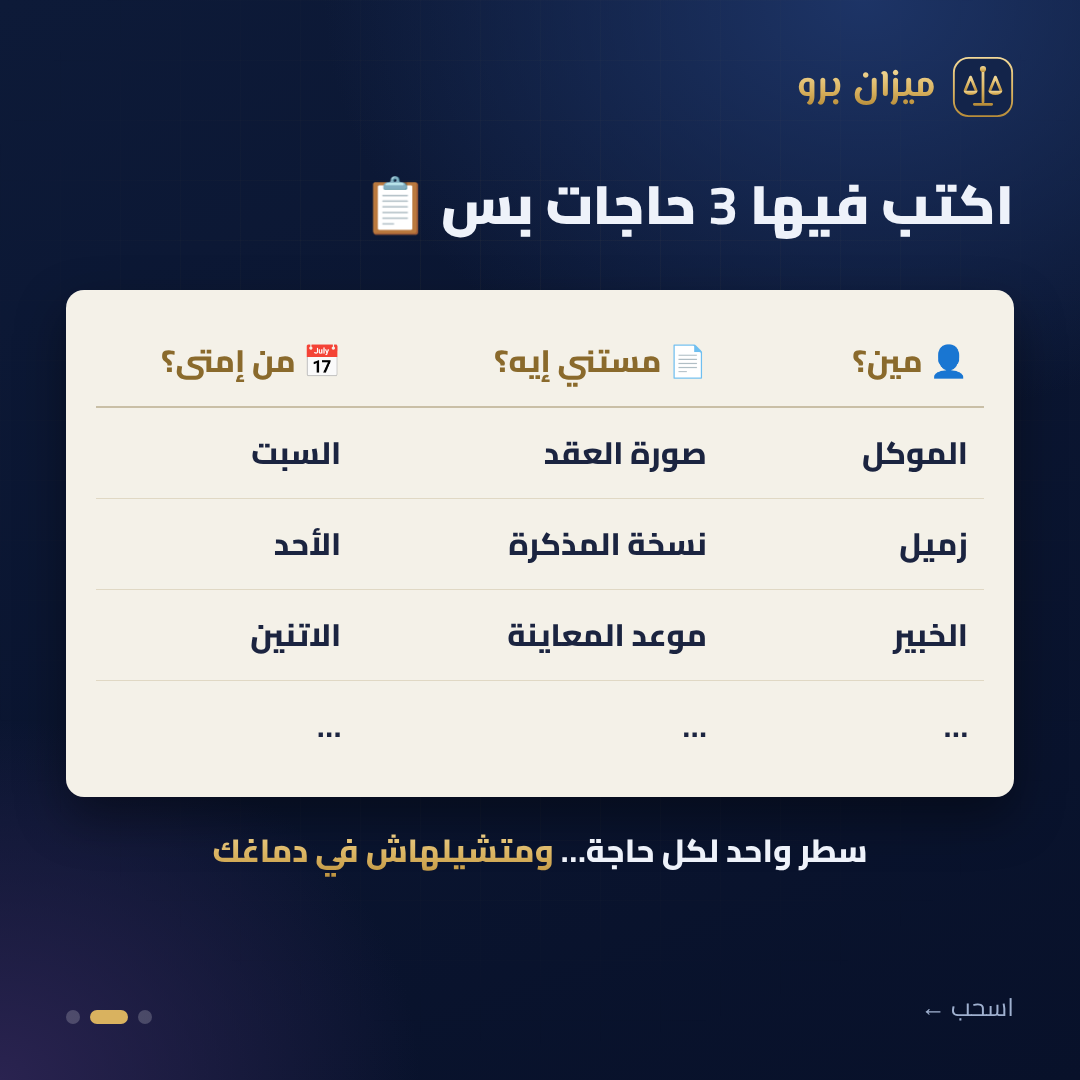 ميزان برو
اكتب فيها 3 حاجات بس 📋
👤 مين؟ 📄 مستني إيه؟ 📅 من إمتى؟
الموكل صورة العقد السبت
زميل نسخة المذكرة الأحد
الخبير موعد المعاينة الاتنين
... ... ...
سطر واحد لكل حاجة... ومتشيلهاش في دماغك
اسحب ←